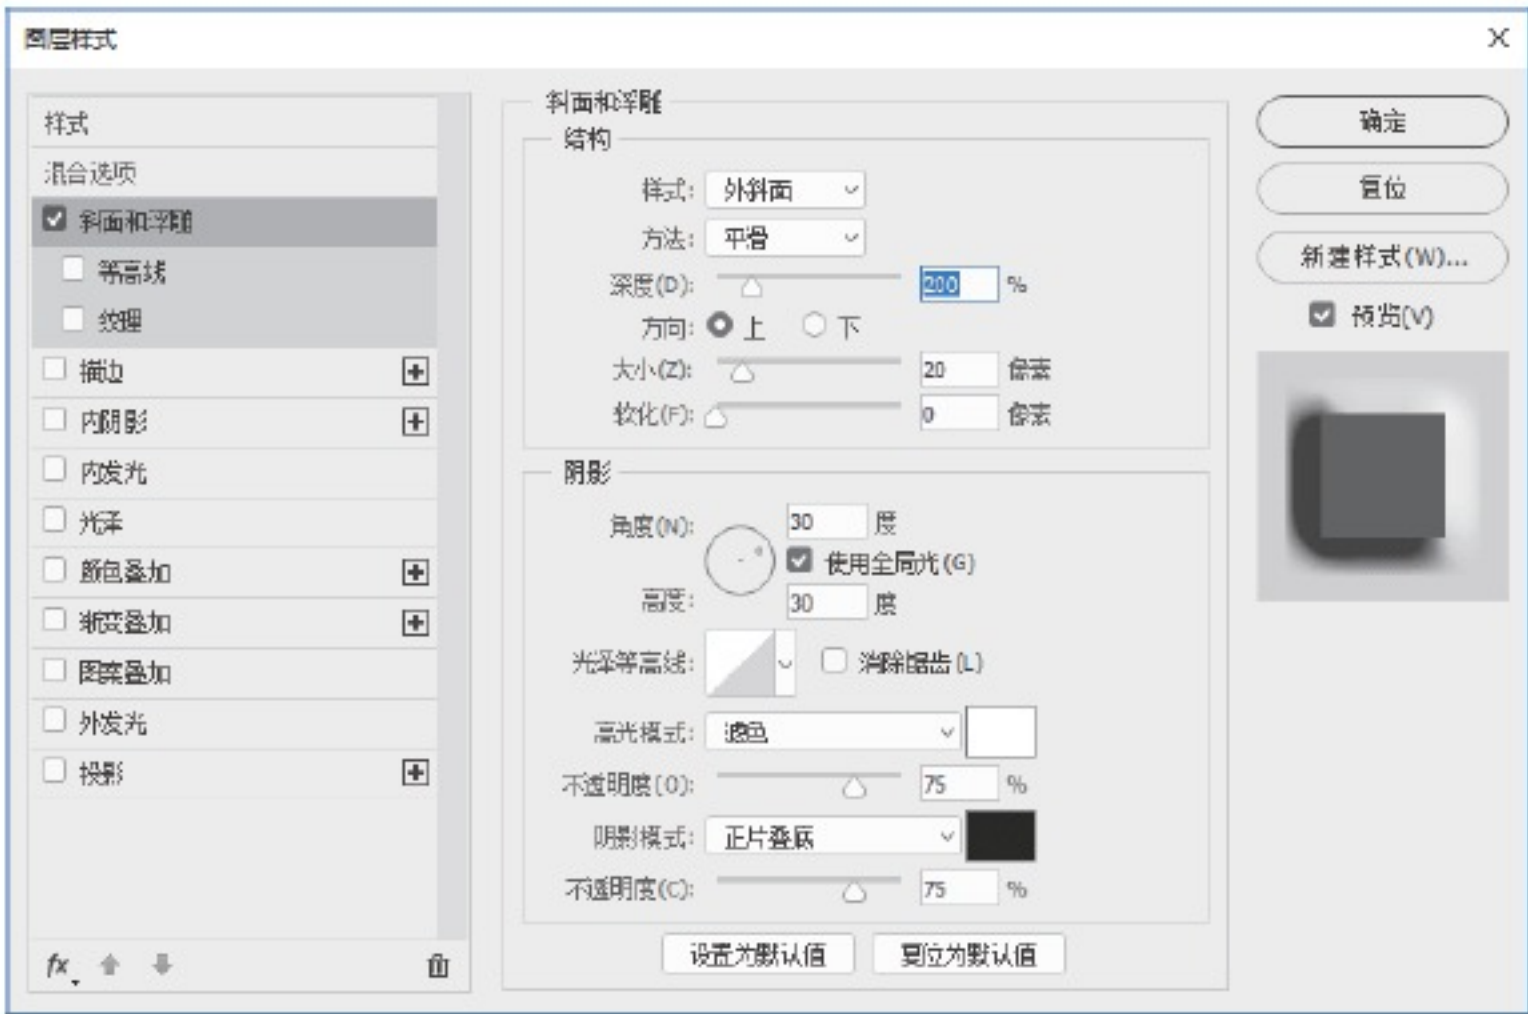 图层样式
样式
混合选项
斜面和浮雕
等高线
纹理
描边
内阴影
内发光
光泽
颜色叠加
渐变叠加
图案叠加
外发光
投影
fx
斜面和浮雕
结构
样式: 外斜面
方法: 平滑
深度(D): 200 %
方向: 上 下
大小(Z): 20 像素
软化(F): 0 像素
阴影
角度(N): 30 度
使用全局光(G)
高度: 30 度
光泽等高线: 消除锯齿(L)
高光模式: 滤色
不透明度(O): 75 %
阴影模式: 正片叠底
不透明度(C): 75 %
设置为默认值 复位为默认值
确定
复位
新建样式(W)...
预览(V)